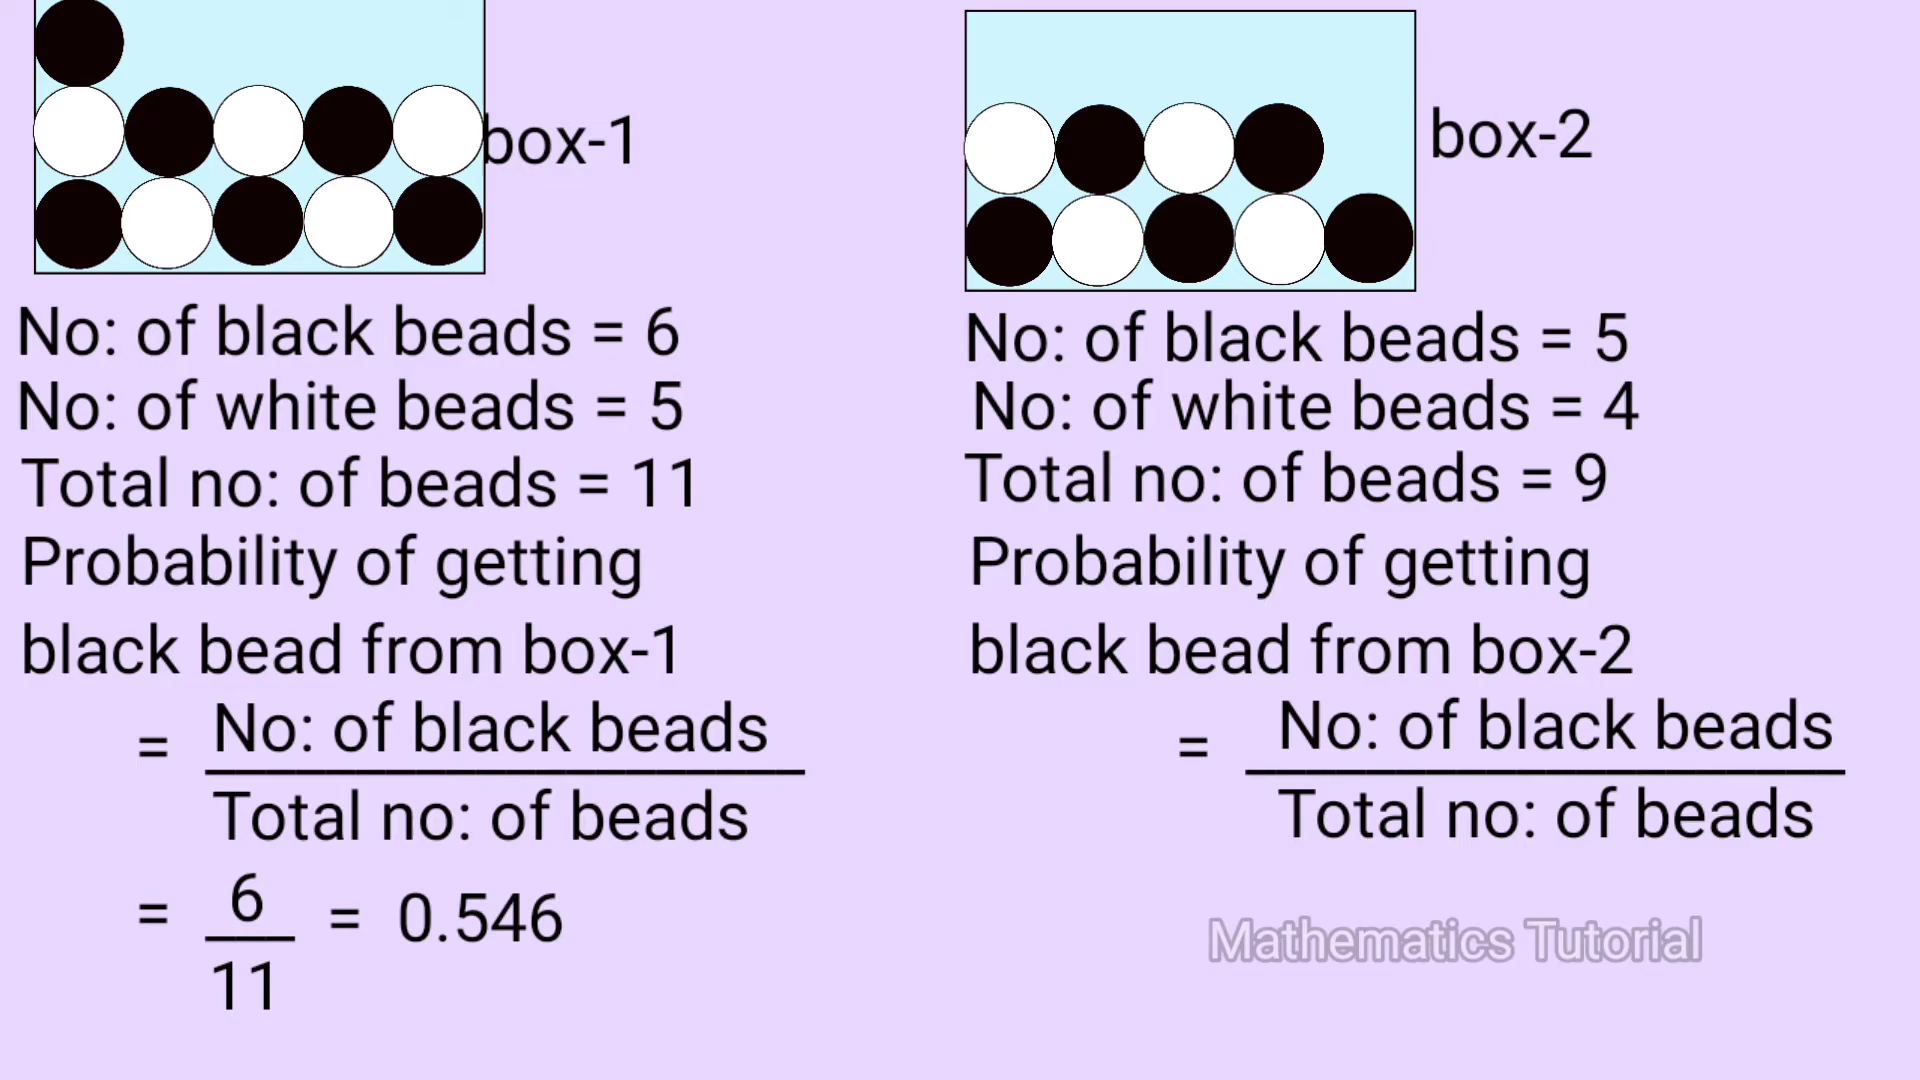 box-1
No: of black beads = 6
No: of white beads = 5
Total no: of beads = 11
Probability of getting
black bead from box-1
= No: of black beads
Total no: of beads
= 6 = 0.546
11
box-2
No: of black beads = 5
No: of white beads = 4
Total no: of beads = 9
Probability of getting
black bead from box-2
= No: of black beads
Total no: of beads
Mathematics Tutorial